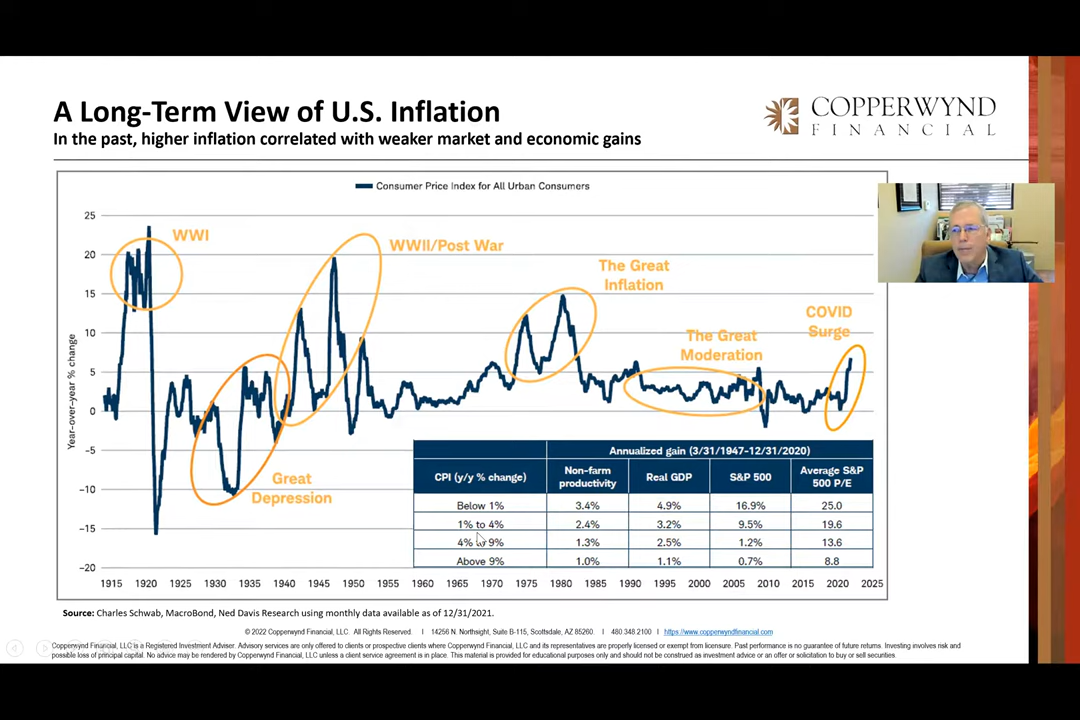 A Long-Term View of U.S. Inflation
In the past, higher inflation correlated with weaker market and economic gains
COPPERWYND
FINANCIAL
Consumer Price Index for All Urban Consumers
Year-over-year % change
25
20
15
10
5
0
−5
−10
−15
−20
WWI
WWII/Post War
The Great
Inflation
The Great
Moderation
COVID
Surge
Great
Depression
Annualized gain (3/31/1947-12/31/2020)
CPI (y/y % change) Non-farm productivity Real GDP S&P 500 Average S&P 500 P/E
Below 1% 3.4% 4.9% 16.9% 25.0
1% to 4% 2.4% 3.2% 9.5% 19.6
4% to 9% 1.3% 2.5% 1.2% 13.6
Above 9% 1.0% 1.1% 0.7% 8.8
1915 1920 1925 1930 1935 1940 1945 1950 1955 1960 1965 1970 1975 1980 1985 1990 1995 2000 2005 2010 2015 2020 2025
Source: Charles Schwab, MacroBond, Ned Davis Research using monthly data available as of 12/31/2021.
© 2022 Copperwynd Financial, LLC. All Rights Reserved. I 14256 N. Northsight, Suite B-115, Scottsdale, AZ 85260. I 480.348.2100 I https://www.copperwyndfinancial.com
Copperwynd Financial, LLC is a Registered Investment Adviser. Advisory services are only offered to clients or prospective clients where Copperwynd Financial, LLC and its representatives are properly licensed or exempt from licensure. Past performance is no guarantee of future returns. Investing involves risk and
possible loss of principal capital. No advice may be rendered by Copperwynd Financial, LLC unless a client service agreement is in place. This material is provided for educational purposes only and should not be construed as investment advice or an offer or solicitation to buy or sell securities.